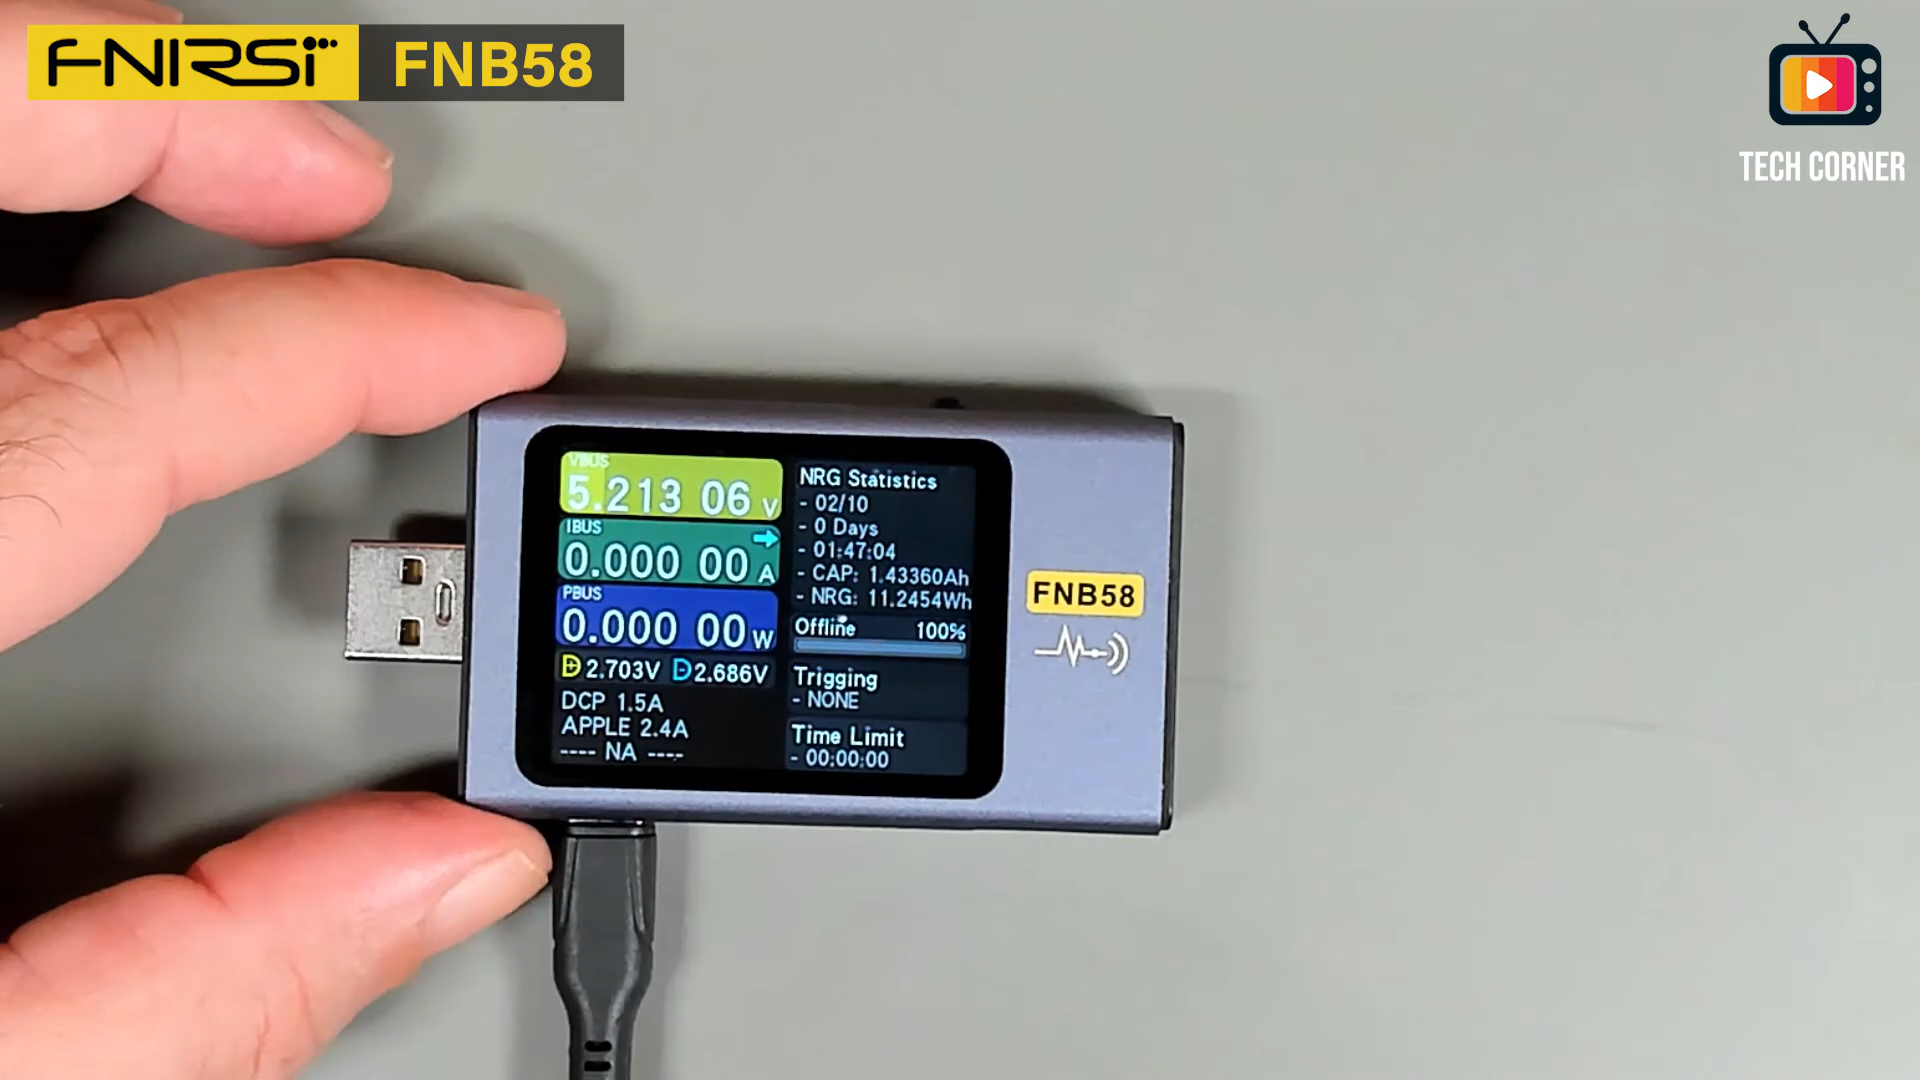 FNIRSI FNB58
TECH CORNER
VBUS
5.213 06 V
IBUS
0.000 00 A
PBUS
0.000 00 W
D+ 2.703V D- 2.686V
DCP 1.5A
APPLE 2.4A
---- NA ----
NRG Statistics
- 02/10
- 0 Days
- 01:47:04
- CAP: 1.43360Ah
- NRG: 11.2454Wh
Offline 100%
Trigging
- NONE
Time Limit
- 00:00:00
FNB58